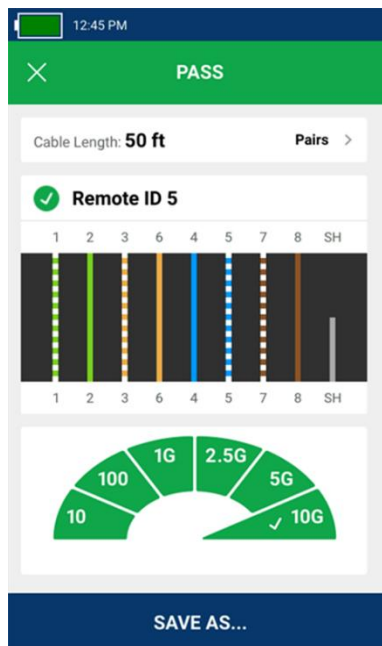 12:45 PM
PASS
Cable Length: 50 ft Pairs >
Remote ID 5
1 2 3 6 4 5 7 8 SH
1 2 3 6 4 5 7 8 SH
10 100 1G 2.5G 5G 10G
SAVE AS...